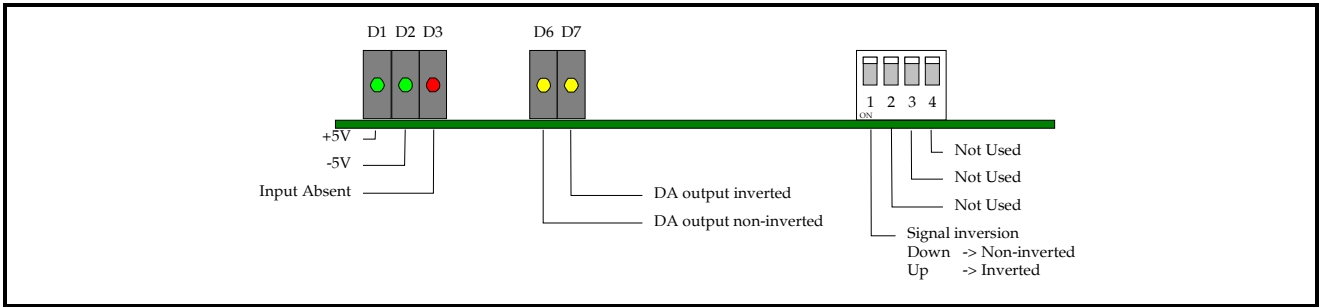 D1 D2 D3 D6 D7
1 2 3 4
ON
+5V
-5V
Input Absent
DA output inverted
DA output non-inverted
Not Used
Not Used
Not Used
Signal inversion
Down -> Non-inverted
Up -> Inverted